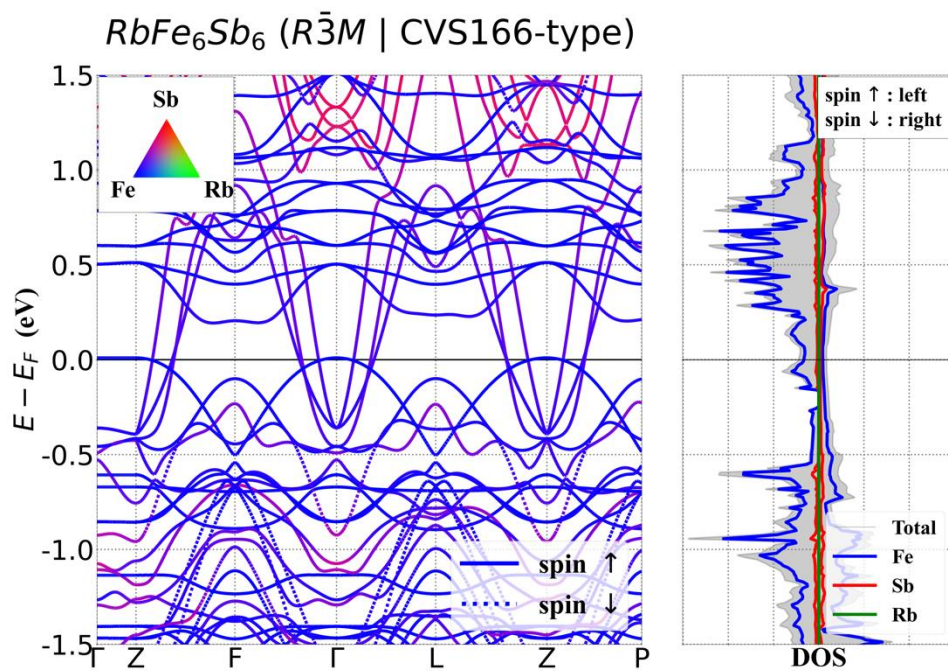 RbFe₆Sb₆ (R3̄M | CVS166-type)
1.5
1.0
0.5
0.0
-0.5
-1.0
-1.5
E − E_F (eV)
Sb
Fe
Rb
spin ↑
spin ↓
Γ Z F Γ L Z P
spin ↑ : left
spin ↓ : right
Total
Fe
Sb
Rb
DOS